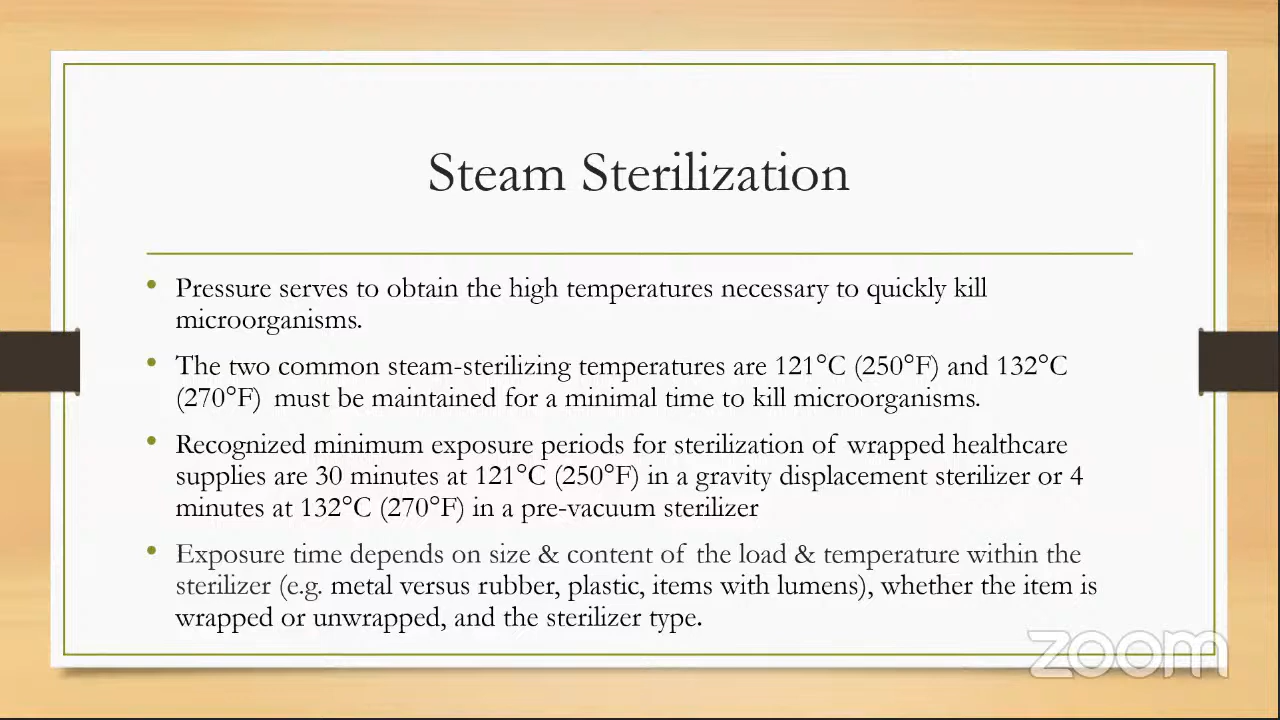 Steam Sterilization
• Pressure serves to obtain the high temperatures necessary to quickly kill
microorganisms.
• The two common steam-sterilizing temperatures are 121°C (250°F) and 132°C
(270°F)  must be maintained for a minimal time to kill microorganisms.
• Recognized minimum exposure periods for sterilization of wrapped healthcare
supplies are 30 minutes at 121°C (250°F) in a gravity displacement sterilizer or 4
minutes at 132°C (270°F) in a pre-vacuum sterilizer
• Exposure time depends on size & content of the load & temperature within the
sterilizer (e.g. metal versus rubber, plastic, items with lumens), whether the item is
wrapped or unwrapped, and the sterilizer type.
zoom